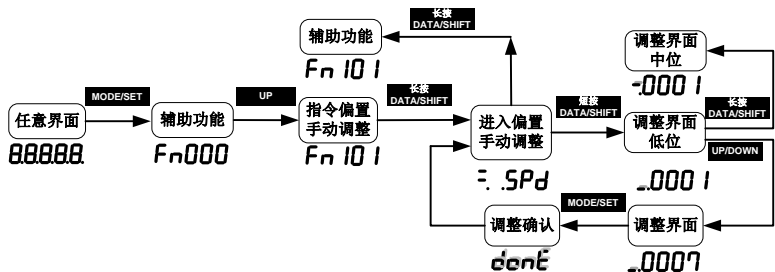 长按
DATA/SHIFT
辅助功能
Fn101
调整界面
中位
-.0001
MODE/SET
UP
长按
DATA/SHIFT
短按
DATA/SHIFT
长按
DATA/SHIFT
任意界面
8.8.8.8.8.
辅助功能
Fn000
指令偏置
手动调整
Fn101
进入偏置
手动调整
=. .SPd
调整界面
低位
_.0001
UP/DOWN
MODE/SET
调整确认
donE
调整界面
_.0007